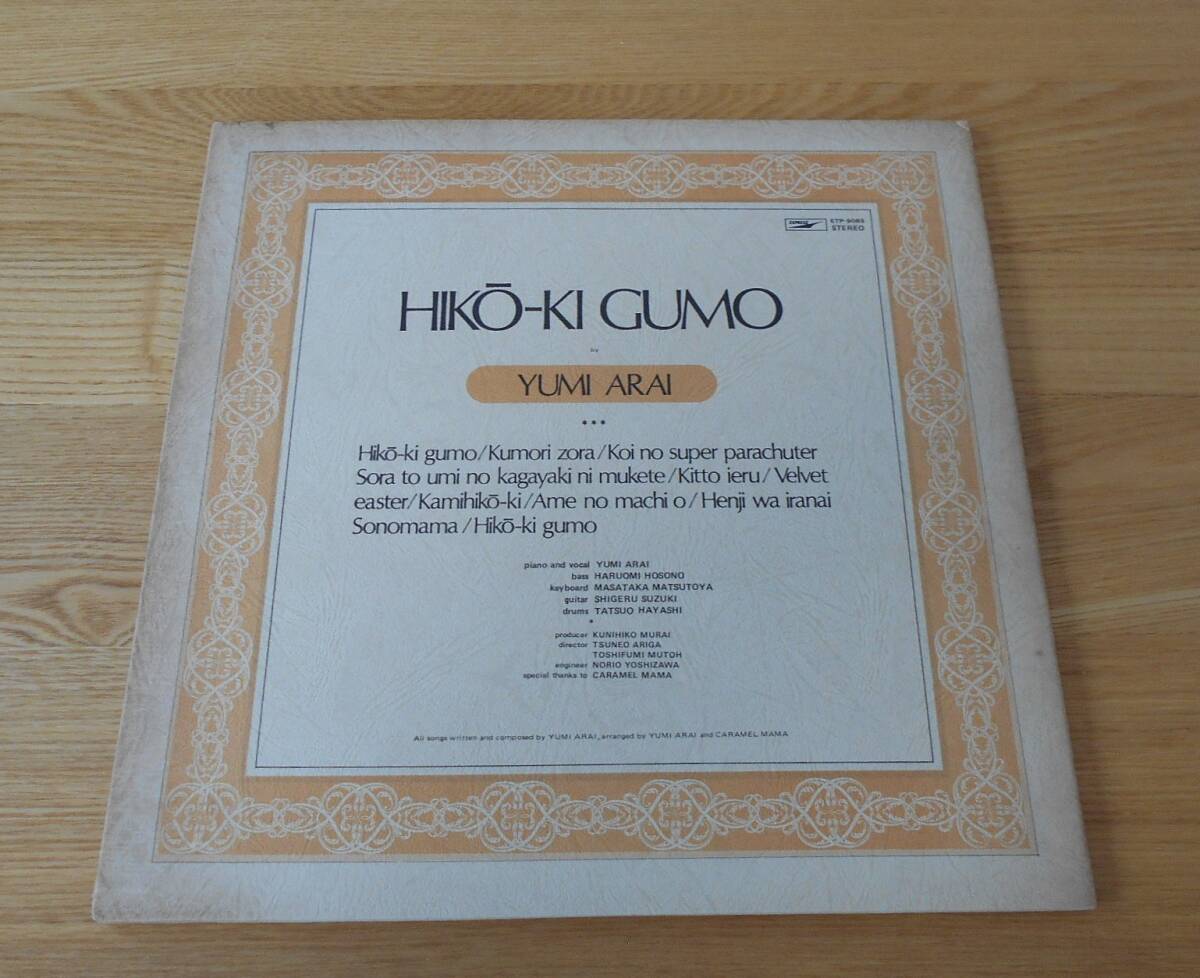 EXPRESS
ETP-9083
STEREO
HIKŌ-KI GUMO
by
YUMI ARAI
Hikō-ki gumo/Kumori zora/Koi no super parachuter
Sora to umi no kagayaki ni mukete/Kitto ieru/Velvet
easter/Kamihikō-ki/Ame no machi o/Henji wa iranai
Sonomama/Hikō-ki gumo
piano and vocal YUMI ARAI
bass HARUOMI HOSONO
keyboard MASATAKA MATSUTOYA
guitar SHIGERU SUZUKI
drums TATSUO HAYASHI
*
producer KUNIHIKO MURAI
director TSUNEO ARIGA
TOSHIFUMI MUTOH
engineer NORIO YOSHIZAWA
special thanks to CARAMEL MAMA
All songs written and composed by YUMI ARAI, arranged by YUMI ARAI and CARAMEL MAMA